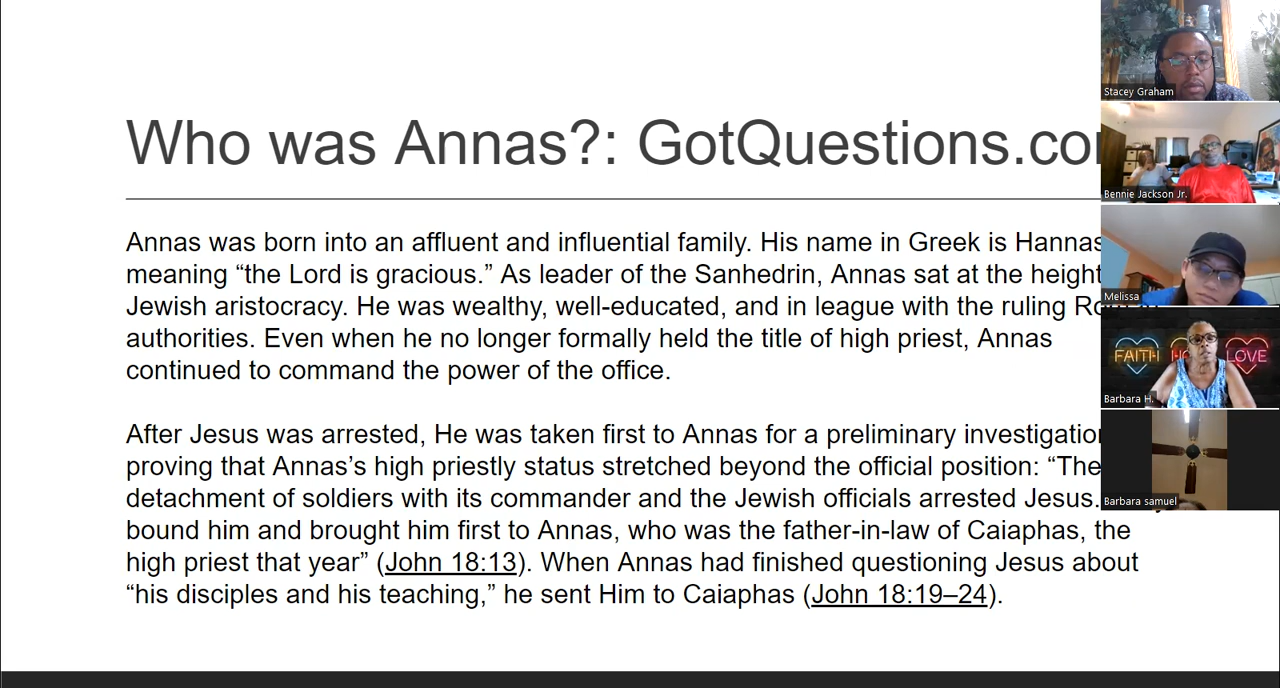 Who was Annas?: GotQuestions.co
Annas was born into an affluent and influential family. His name in Greek is Hannas
meaning “the Lord is gracious.” As leader of the Sanhedrin, Annas sat at the height
Jewish aristocracy. He was wealthy, well-educated, and in league with the ruling
authorities. Even when he no longer formally held the title of high priest, Annas
continued to command the power of the office.
After Jesus was arrested, He was taken first to Annas for a preliminary investigation
proving that Annas’s high priestly status stretched beyond the official position: “The
detachment of soldiers with its commander and the Jewish officials arrested Jesus.
bound him and brought him first to Annas, who was the father-in-law of Caiaphas, the
high priest that year” (John 18:13). When Annas had finished questioning Jesus about
“his disciples and his teaching,” he sent Him to Caiaphas (John 18:19–24).
Stacey Graham
Bennie Jackson Jr.
Melissa
FAITH LOVE
Barbara H.
Barbara samuel